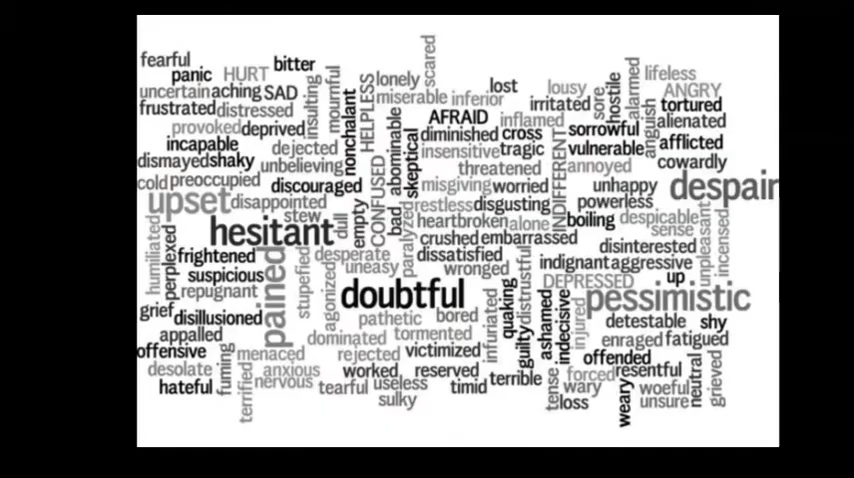 fearful
panic HURT bitter
uncertain aching SAD
frustrated distressed
provoked deprived
incapable dejected
dismayed shaky unbelieving
cold preoccupied discouraged
upset disappointed
stew
hesitant
frightened
suspicious
repugnant
grief disillusioned
appalled
offensive menaced
desolate anxious
hateful nervous
insulting
mournful
nonchalant
HELPLESS
lonely
scared
miserable inferior
lost
lousy
irritated
AFRAID inflamed
diminished cross
insensitive tragic
threatened
misgiving worried
restless disgusting
heartbroken alone
crushed embarrassed
dissatisfied
wronged
CONFUSED
abominable
skeptical
bad
paralyzed
empty
dull
humiliated
perplexed
pained
stupefied
agonized
desperate
uneasy
doubtful
pathetic bored
dominated tormented
rejected victimized
worked reserved
tearful useless timid terrible
sulky
fuming
terrified
infuriated
quaking
distrustful
guilty
ashamed
indecisive
injured
tense
INDIFFERENT
sore
hostile
alarmed
lifeless
ANGRY
tortured
alienated
anguish
sorrowful
vulnerable afflicted
annoyed cowardly
unhappy despair
powerless
boiling despicable
sense
disinterested
indignant aggressive
DEPRESSED up
pessimistic
unpleasant
incensed
detestable shy
enraged fatigued
offended
forced resentful
wary woeful
loss unsure
weary
neutral
grieved